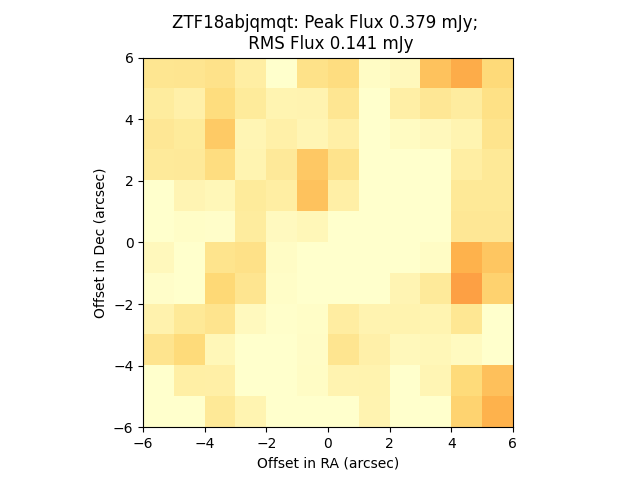 ZTF18abjqmqt: Peak Flux 0.379 mJy;
RMS Flux 0.141 mJy
6
4
2
0
−2
−4
−6
Offset in Dec (arcsec)
−6 −4 −2 0 2 4 6
Offset in RA (arcsec)